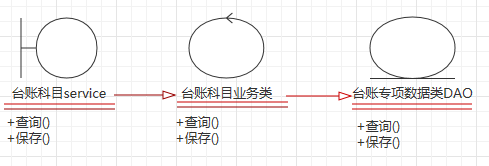 台账科目service
台账科目业务类
台账专项数据类DAO
+查询()
+保存()
+查询()
+保存()
+查询()
+保存()